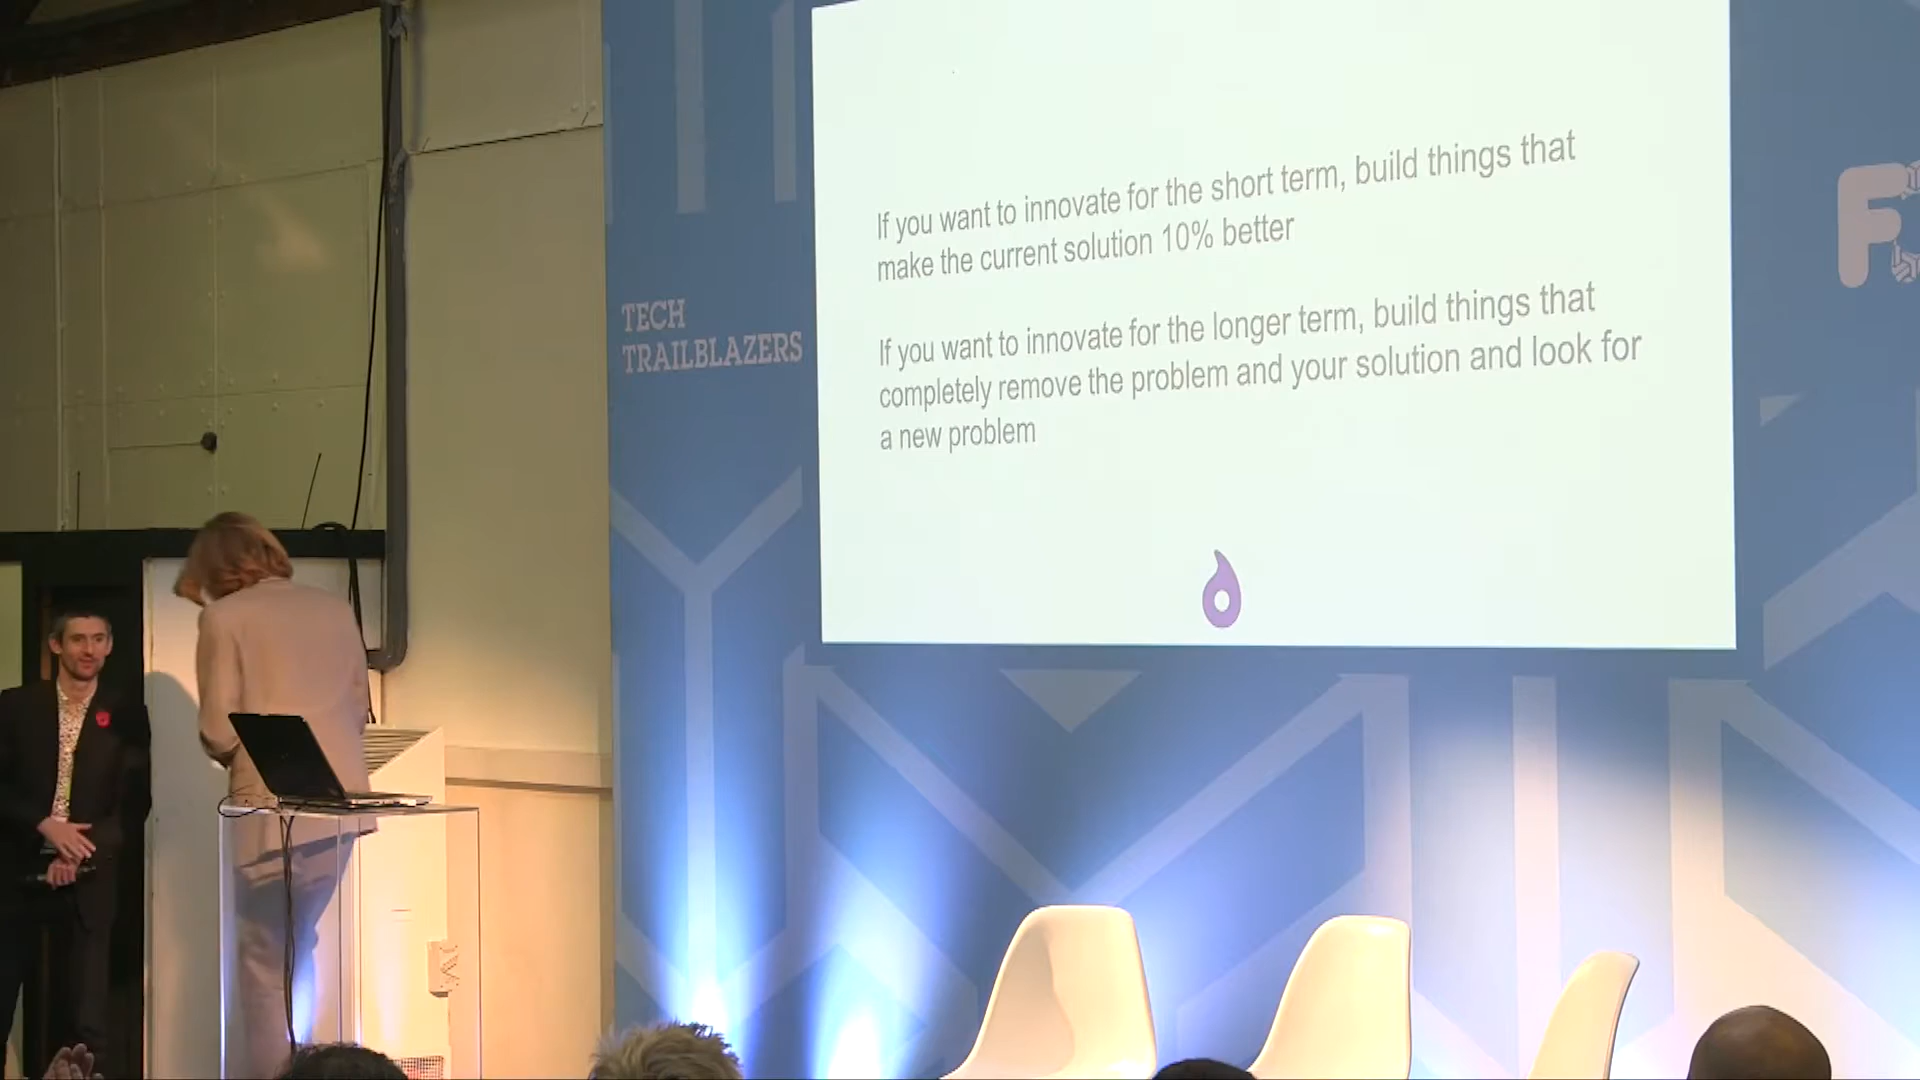 If you want to innovate for the short term, build things that
make the current solution 10% better
If you want to innovate for the longer term, build things that
completely remove the problem and your solution and look for
a new problem
TECH
TRAILBLAZERS